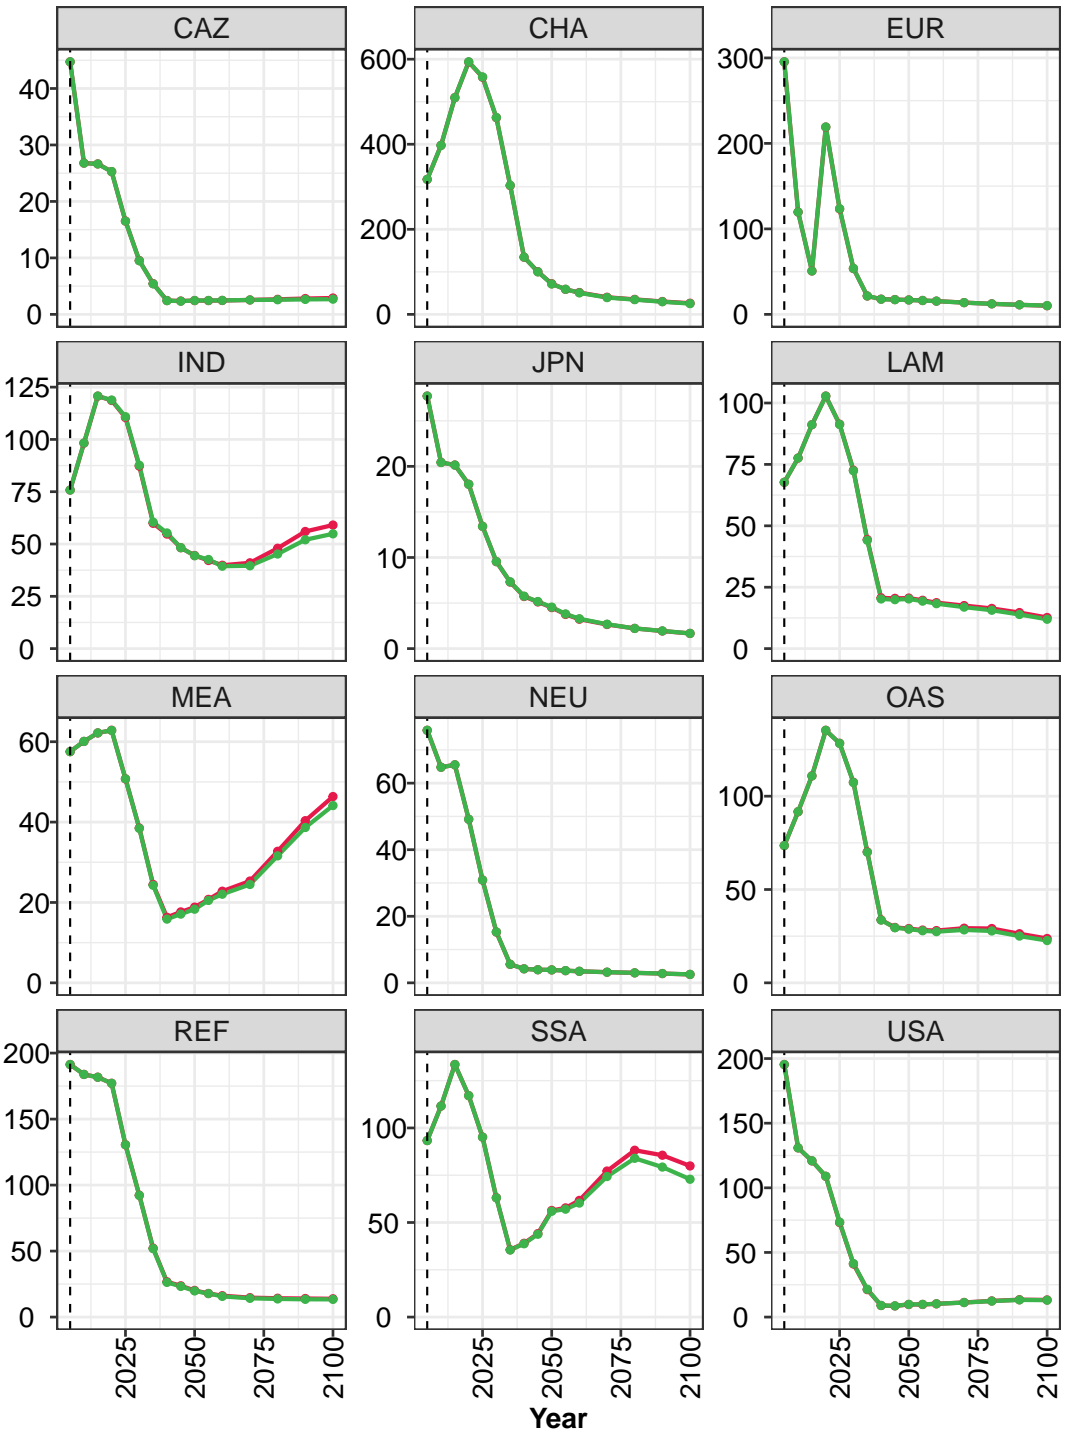 CAZ CHA EUR
40 30 20 10 0
600 400 200 0
300 200 100 0
IND JPN LAM
125 100 75 50 25 0
20 10 0
100 75 50 25 0
MEA NEU OAS
60 40 20 0
60 40 20 0
100 50 0
REF SSA USA
200 150 100 50 0
100 50 0
200 150 100 50 0
2025 2050 2075 2100 2025 2050 2075 2100 2025 2050 2075 2100
Year